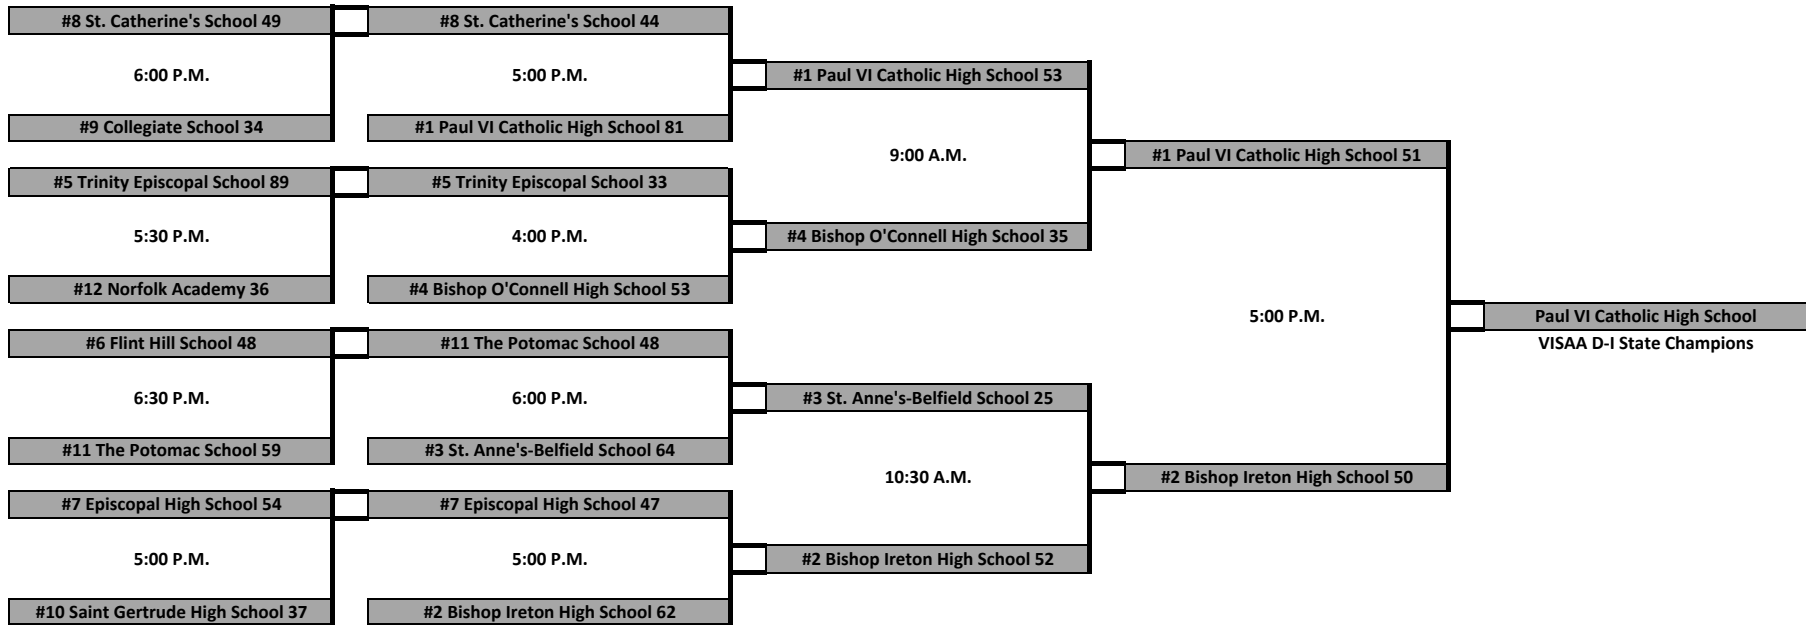 #8 St. Catherine's School 49
6:00 P.M.
#9 Collegiate School 34
#5 Trinity Episcopal School 89
5:30 P.M.
#12 Norfolk Academy 36
#6 Flint Hill School 48
6:30 P.M.
#11 The Potomac School 59
#7 Episcopal High School 54
5:00 P.M.
#10 Saint Gertrude High School 37
#8 St. Catherine's School 44
5:00 P.M.
#1 Paul VI Catholic High School 81
#5 Trinity Episcopal School 33
4:00 P.M.
#4 Bishop O'Connell High School 53
#11 The Potomac School 48
6:00 P.M.
#3 St. Anne's-Belfield School 64
#7 Episcopal High School 47
5:00 P.M.
#2 Bishop Ireton High School 62
#1 Paul VI Catholic High School 53
9:00 A.M.
#4 Bishop O'Connell High School 35
#3 St. Anne's-Belfield School 25
10:30 A.M.
#2 Bishop Ireton High School 52
#1 Paul VI Catholic High School 51
5:00 P.M.
#2 Bishop Ireton High School 50
Paul VI Catholic High School
VISAA D-I State Champions